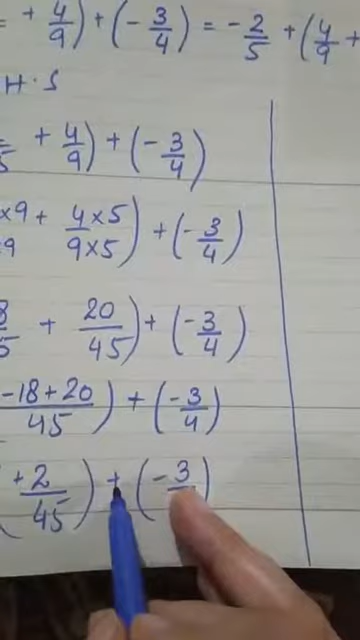 = + 4/9) + (-3/4) = -2/5 + (4/9 +
H·S
+ 4/9) + (-3/4)
×9 + 4×5/9×5) + (-3/4)
+ 20/45) + (-3/4)
-18+20/45) + (-3/4)
(+2/45) + (-3